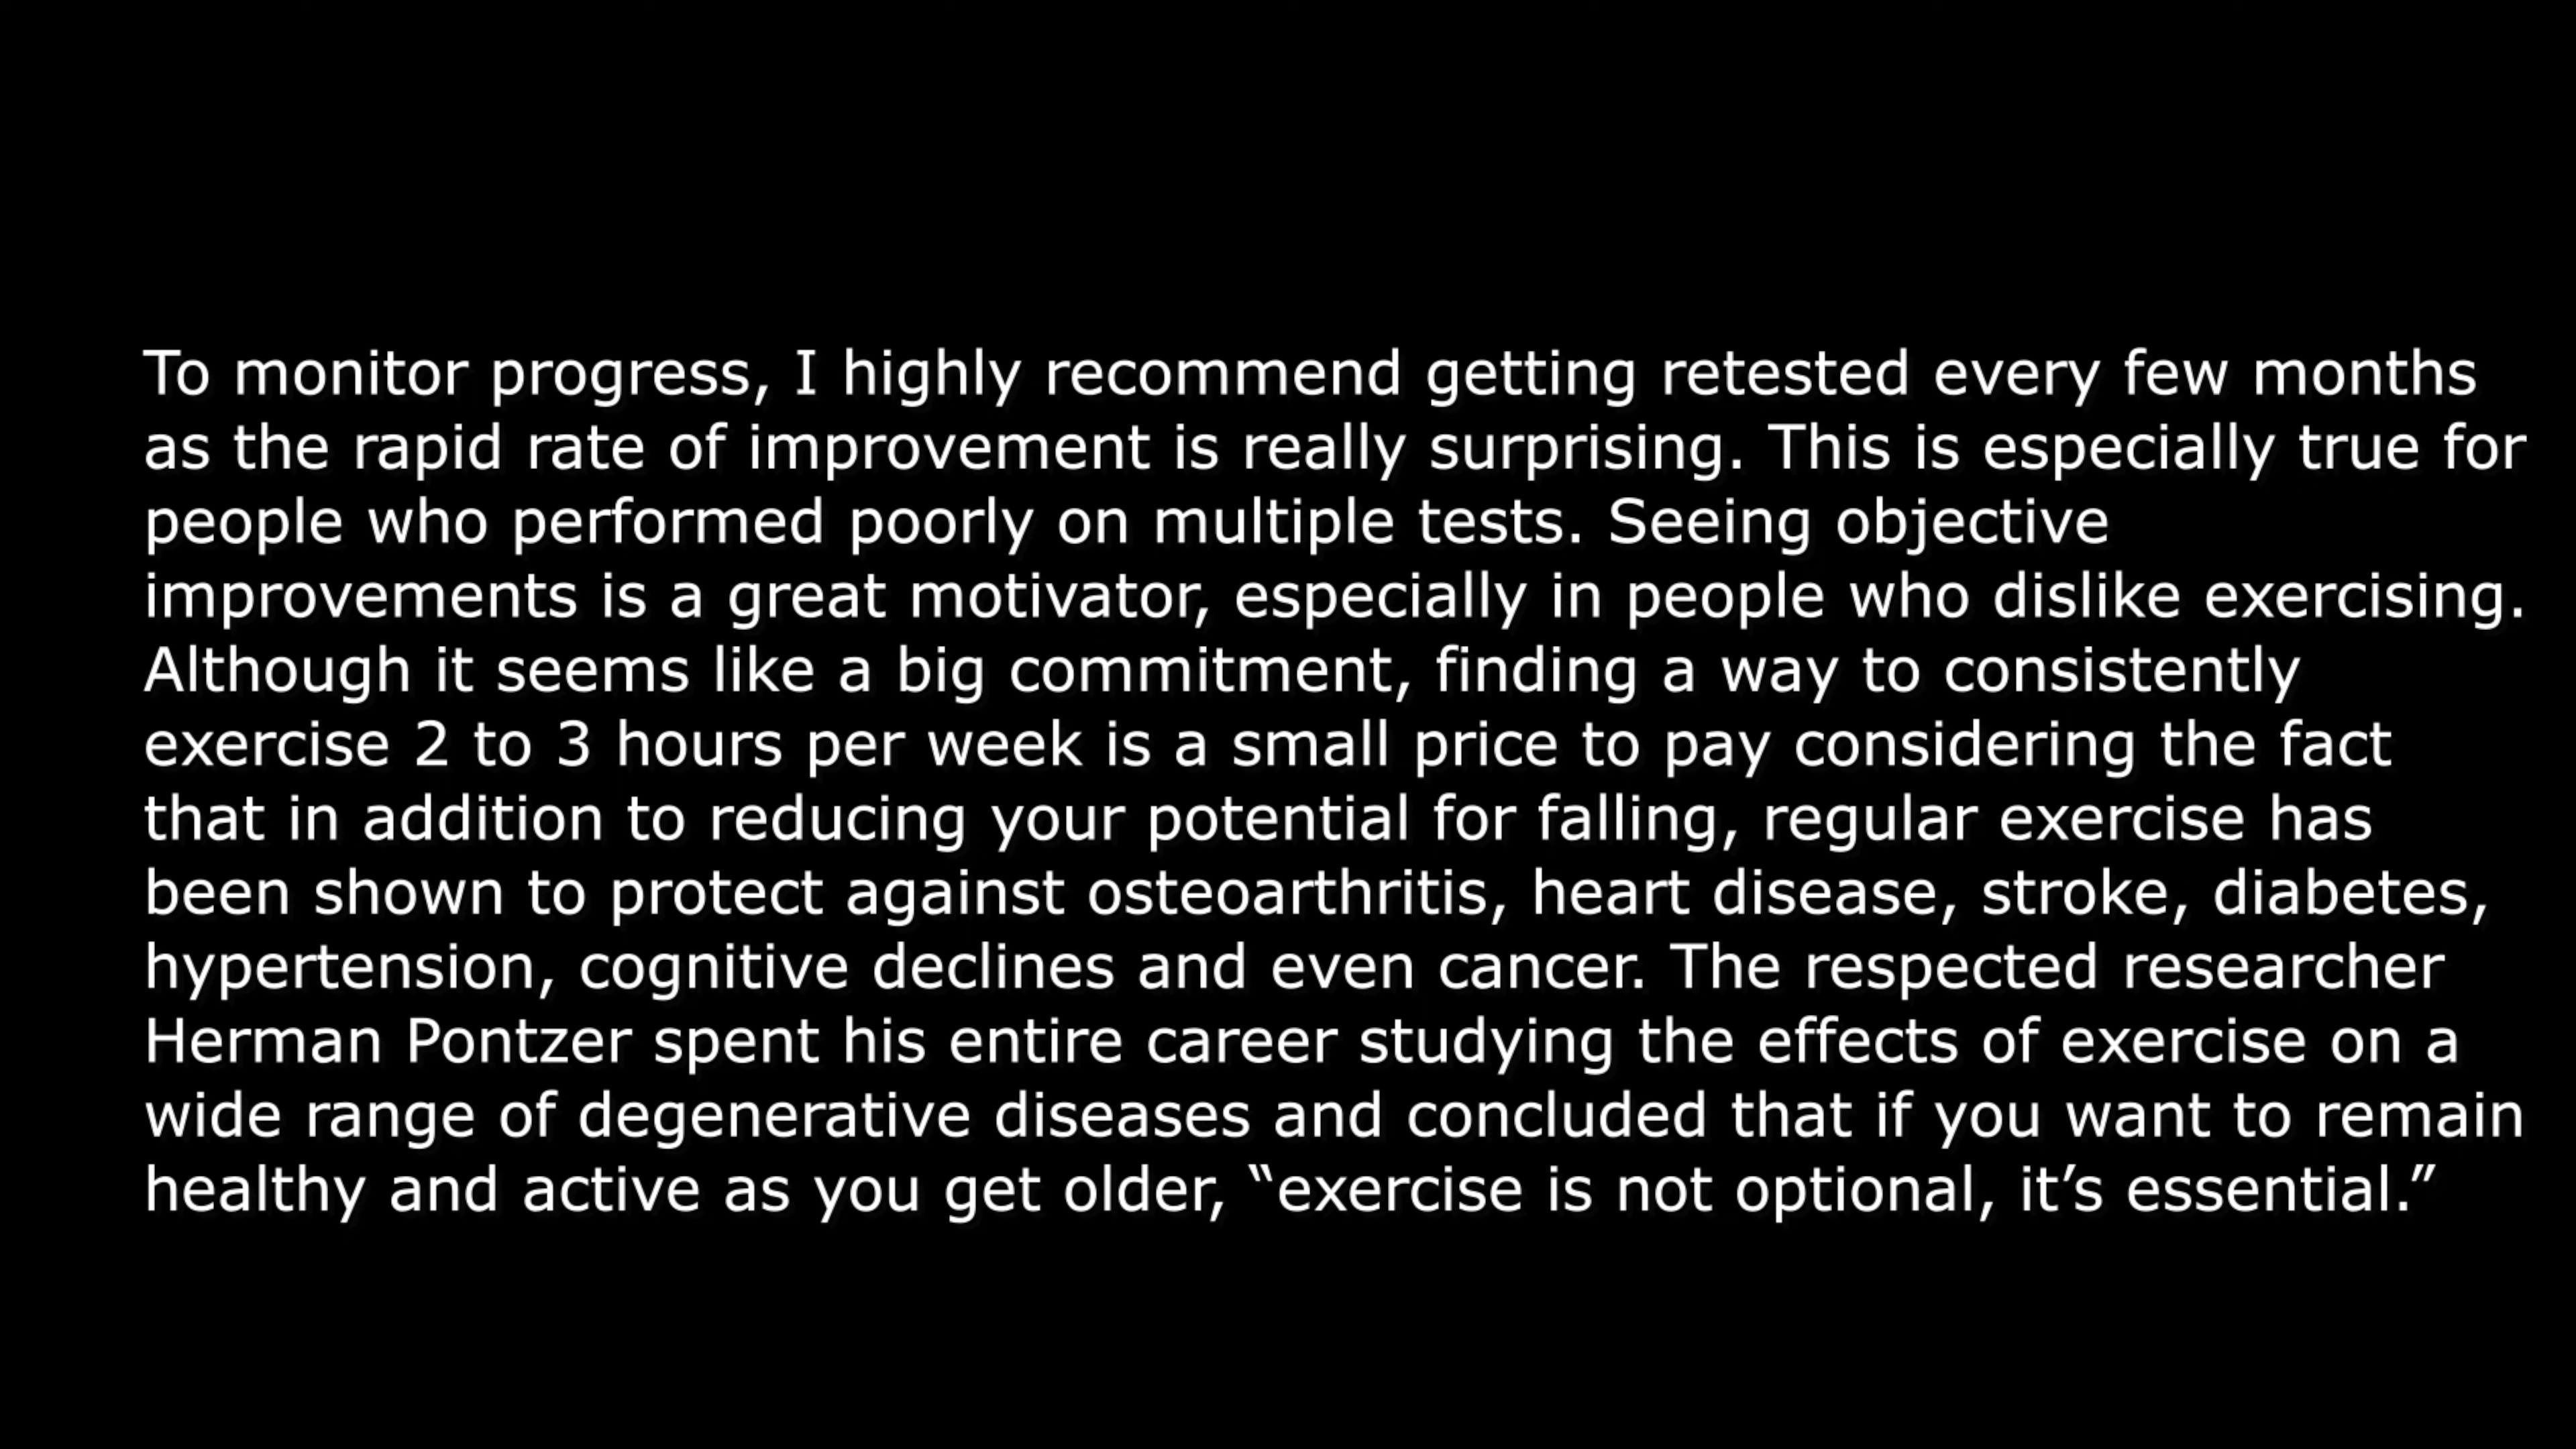 To monitor progress, I highly recommend getting retested every few months
as the rapid rate of improvement is really surprising. This is especially true for
people who performed poorly on multiple tests. Seeing objective
improvements is a great motivator, especially in people who dislike exercising.
Although it seems like a big commitment, finding a way to consistently
exercise 2 to 3 hours per week is a small price to pay considering the fact
that in addition to reducing your potential for falling, regular exercise has
been shown to protect against osteoarthritis, heart disease, stroke, diabetes,
hypertension, cognitive declines and even cancer. The respected researcher
Herman Pontzer spent his entire career studying the effects of exercise on a
wide range of degenerative diseases and concluded that if you want to remain
healthy and active as you get older, “exercise is not optional, it’s essential.”